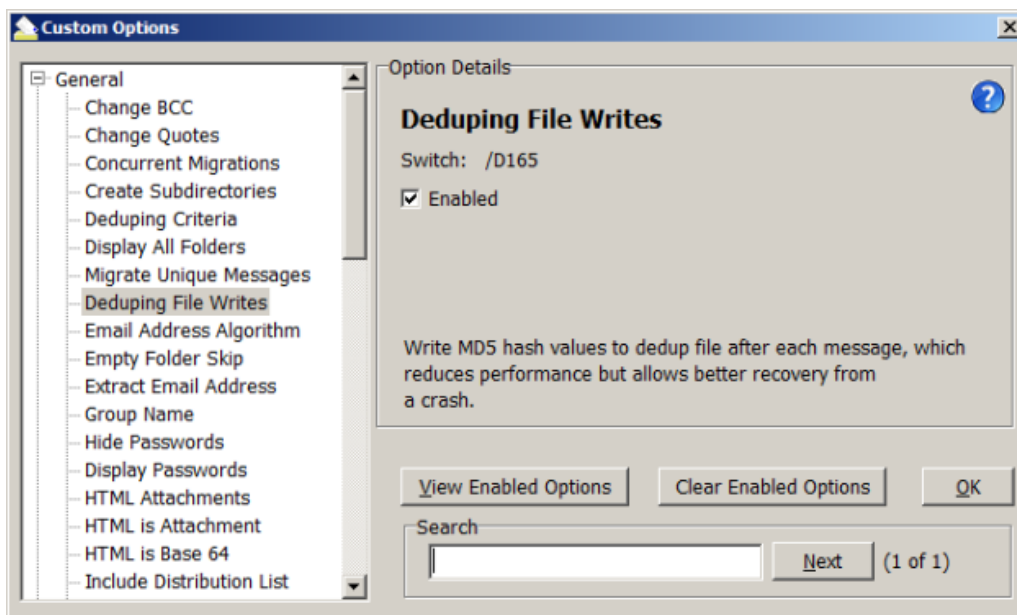 Custom Options
General
Change BCC
Change Quotes
Concurrent Migrations
Create Subdirectories
Deduping Criteria
Display All Folders
Migrate Unique Messages
Deduping File Writes
Email Address Algorithm
Empty Folder Skip
Extract Email Address
Group Name
Hide Passwords
Display Passwords
HTML Attachments
HTML is Attachment
HTML is Base 64
Include Distribution List
Option Details
?
Deduping File Writes
Switch: /D165
Enabled
Write MD5 hash values to dedup file after each message, which
reduces performance but allows better recovery from
a crash.
View Enabled Options
Clear Enabled Options
OK
Search
Next
(1 of 1)